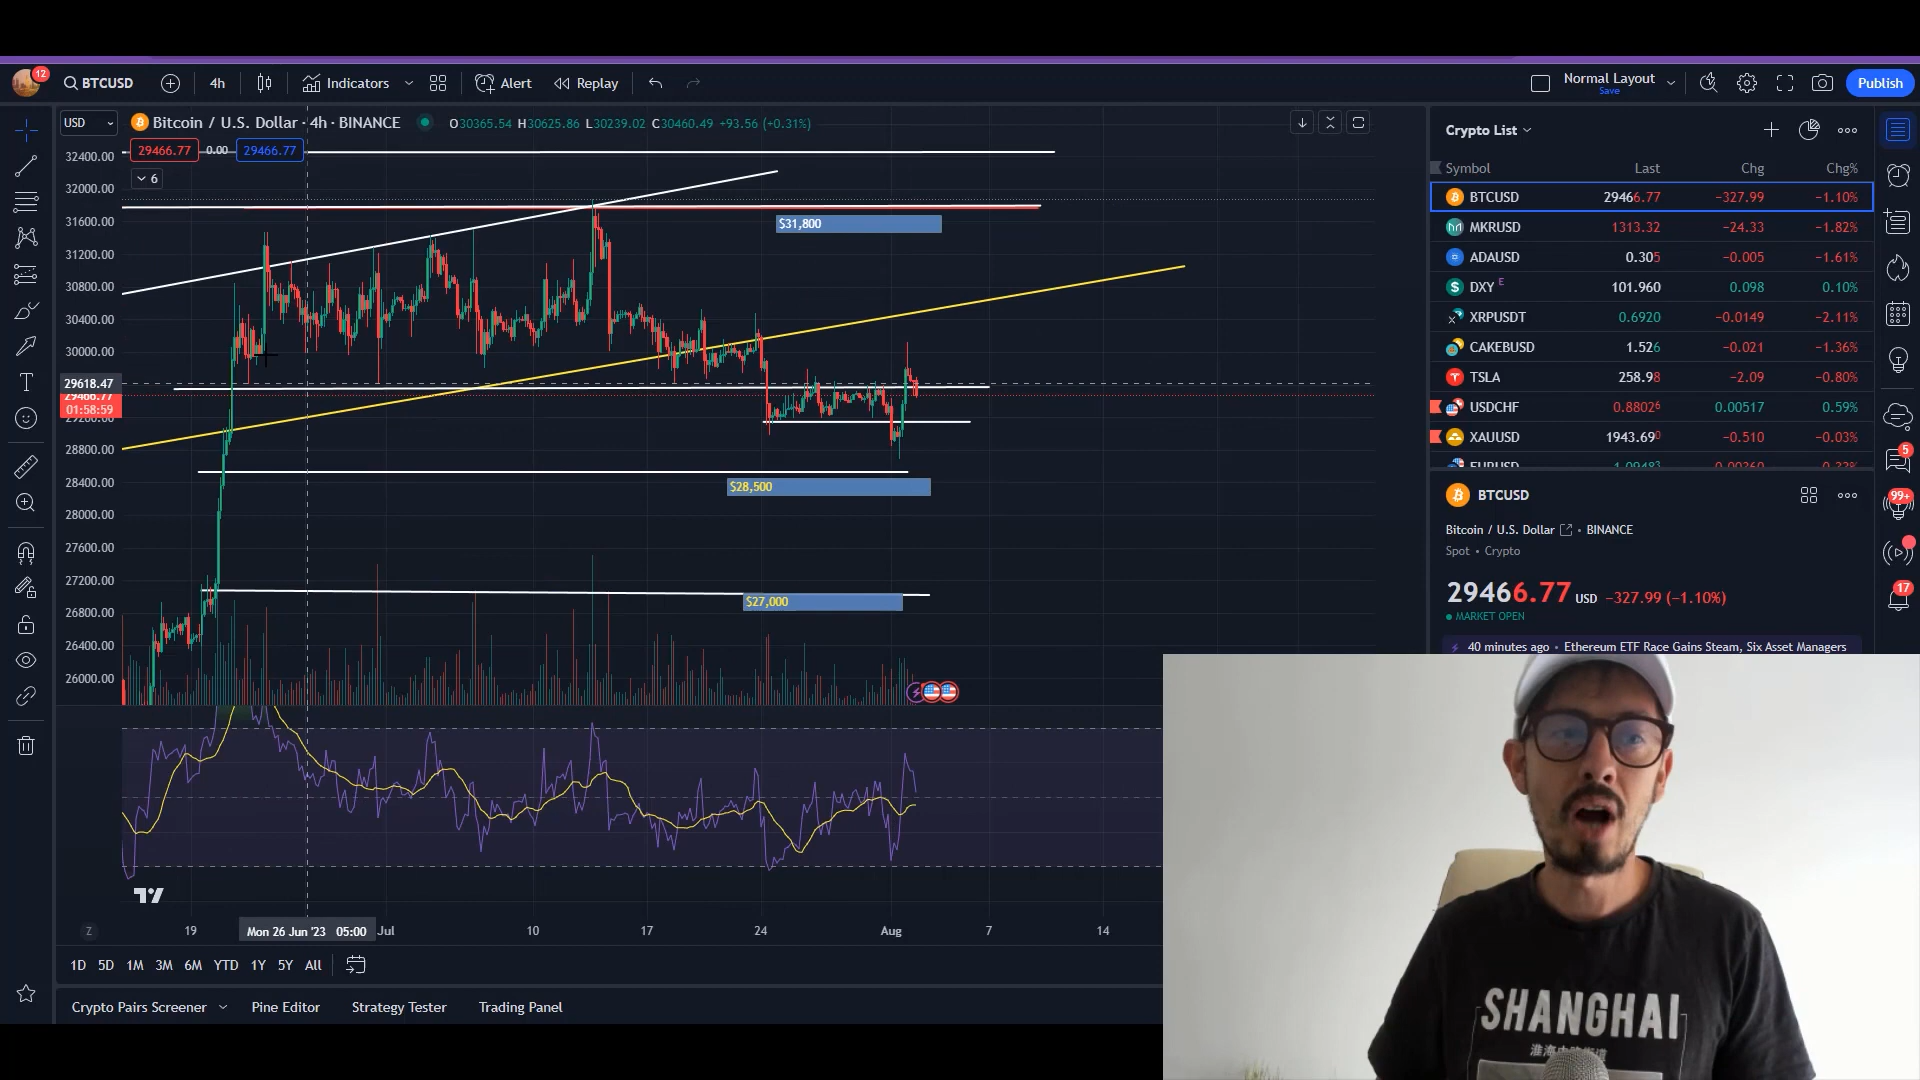 12
BTCUSD
4h
Indicators
Alert
Replay
Normal Layout
Save
Publish
USD
Bitcoin / U.S. Dollar · 4h · BINANCE
O30365.54 H30625.86 L30239.02 C30460.49 +93.56 (+0.31%)
29466.77 0.00 29466.77
6
32400.00
32000.00
31600.00
31200.00
30800.00
30400.00
30000.00
29618.47
29466.77
01:58:59
29200.00
28800.00
28400.00
28000.00
27600.00
27200.00
26800.00
26400.00
26000.00
$31,800
$28,500
$27,000
Z
19
Mon 26 Jun '23 05:00
Jul
10
17
24
Aug
7
14
1D 5D 1M 3M 6M YTD 1Y 5Y All
Crypto Pairs Screener
Pine Editor
Strategy Tester
Trading Panel
Crypto List
Symbol Last Chg Chg%
BTCUSD 29466.77 −327.99 −1.10%
MKRUSD 1313.32 −24.33 −1.82%
ADAUSD 0.305 −0.005 −1.61%
DXY E 101.960 0.098 0.10%
XRPUSDT 0.6920 −0.0149 −2.11%
CAKEBUSD 1.526 −0.021 −1.36%
TSLA 258.98 −2.09 −0.80%
USDCHF 0.88026 0.00517 0.59%
XAUUSD 1943.690 −0.510 −0.03%
BTCUSD
Bitcoin / U.S. Dollar • BINANCE
Spot • Crypto
29466.77 USD −327.99 (−1.10%)
MARKET OPEN
40 minutes ago • Ethereum ETF Race Gains Steam, Six Asset Managers
5
99+
17
SHANGHAI